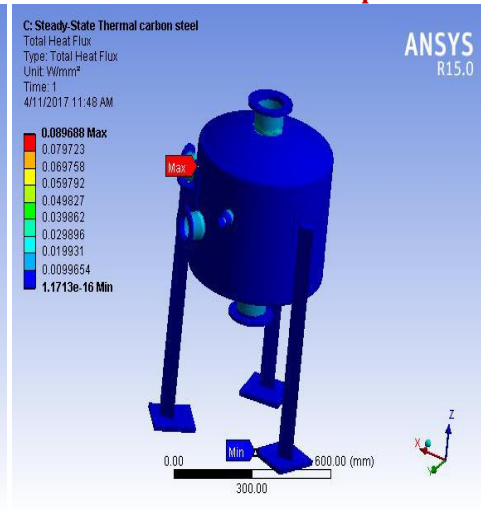 C: Steady-State Thermal carbon steel
Total Heat Flux
Type: Total Heat Flux
Unit: W/mm²
Time: 1
4/11/2017 11:48 AM
ANSYS
R15.0
0.089688 Max
0.079723
0.069758
0.059792
0.049827
0.039862
0.029896
0.019931
0.0099654
1.1713e-16 Min
Max
Min
0.00
600.00 (mm)
300.00
Z
X
Y